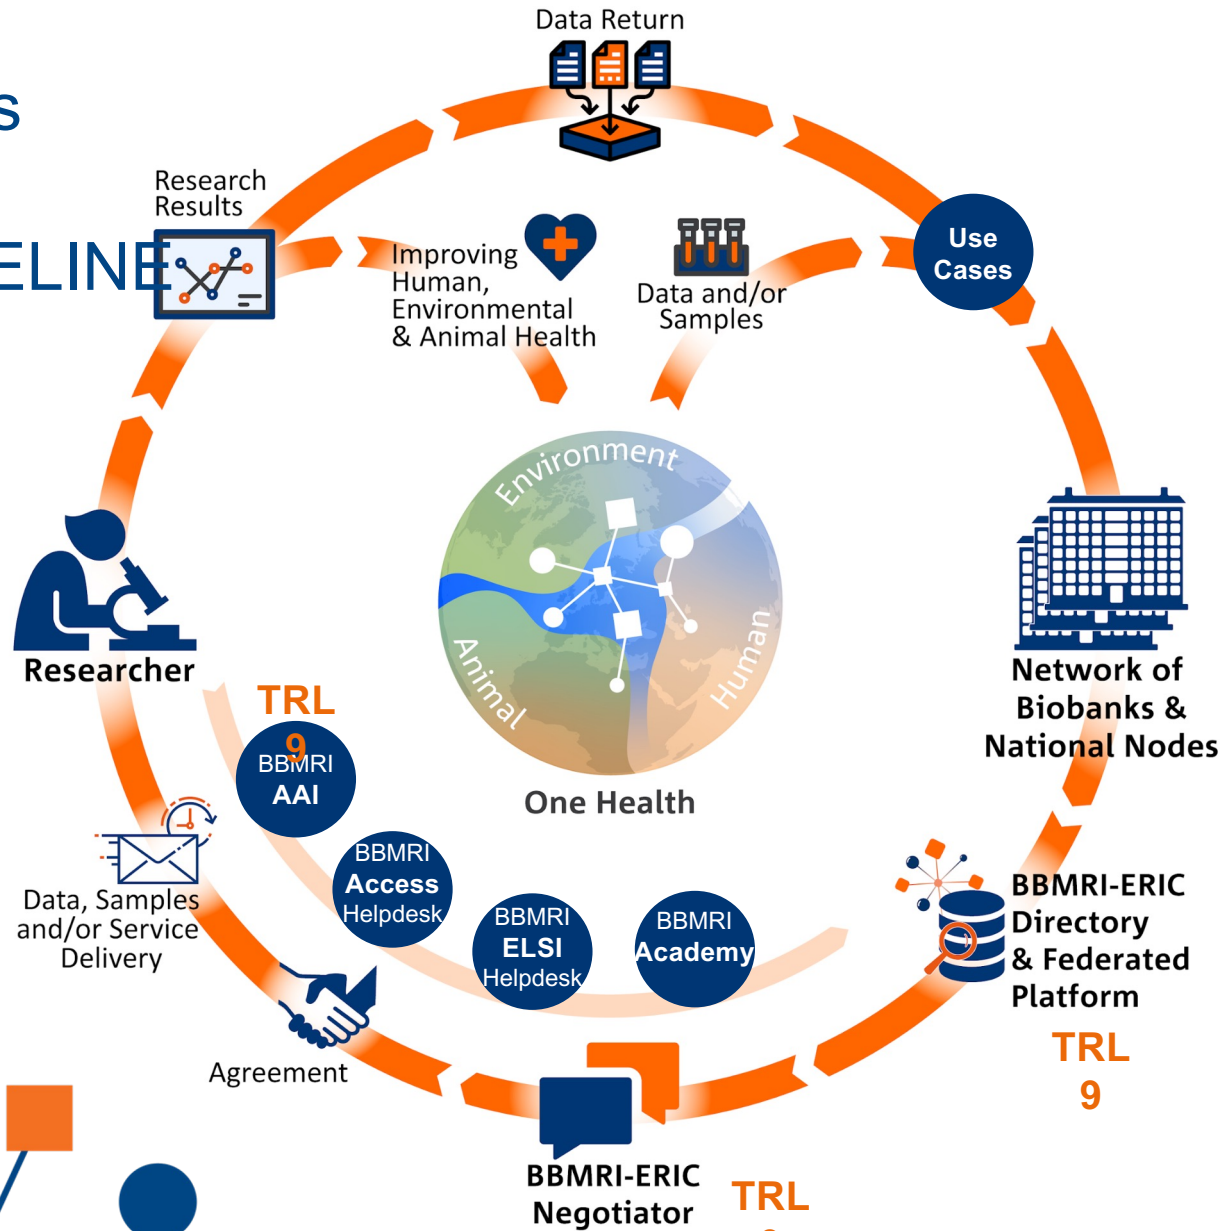 Data Return
Research
Results
ELINE
Improving
Human,
Environmental
& Animal Health
Data and/or
Samples
Use
Cases
Environment
Animal
Human
One Health
Researcher
Network of
Biobanks &
National Nodes
TRL
9
BBMRI
AAI
BBMRI
Access
Helpdesk
BBMRI
ELSI
Helpdesk
BBMRI
Academy
Data, Samples
and/or Service
Delivery
BBMRI-ERIC
Directory
& Federated
Platform
TRL
9
Agreement
BBMRI-ERIC
Negotiator
TRL